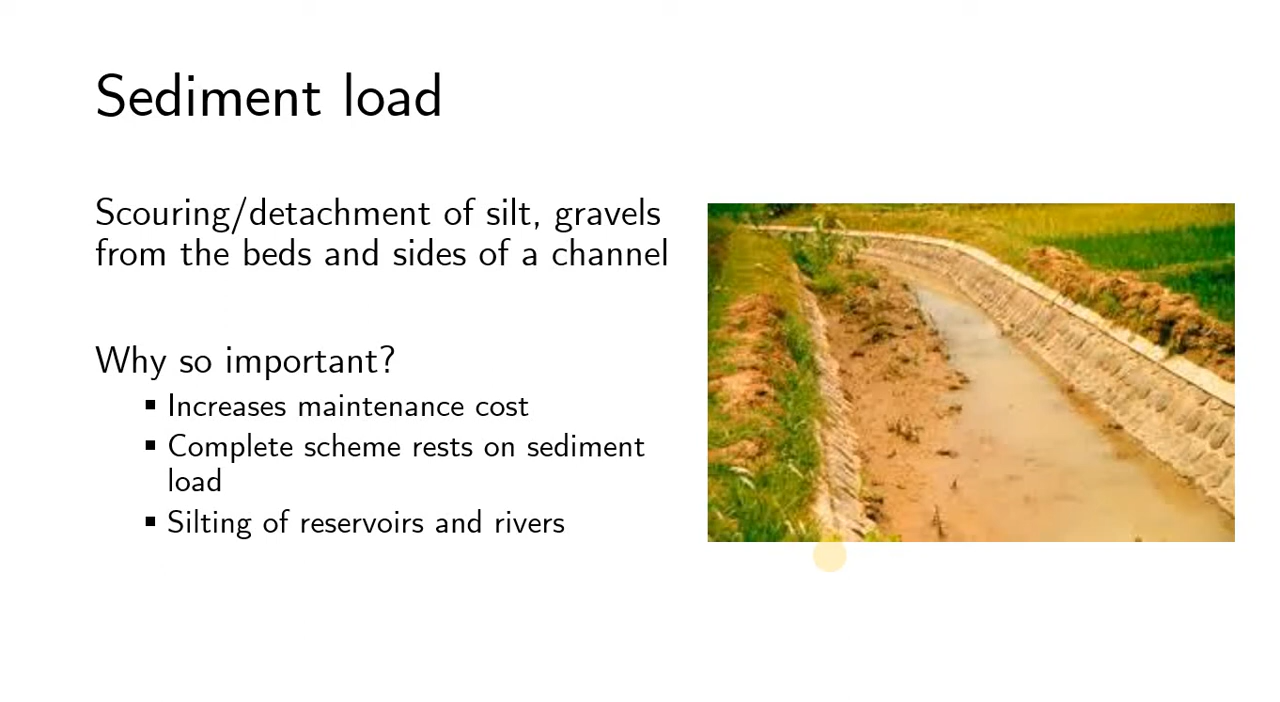 Sediment load
Scouring/detachment of silt, gravels
from the beds and sides of a channel
Why so important?
▪ Increases maintenance cost
▪ Complete scheme rests on sediment
load
▪ Silting of reservoirs and rivers